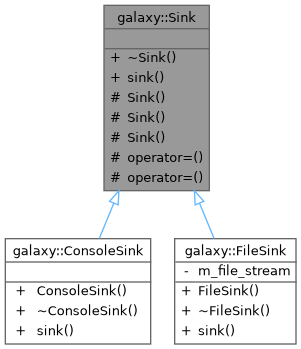 galaxy::Sink
+ ~Sink()
+ sink()
# Sink()
# Sink()
# Sink()
# operator=()
# operator=()
galaxy::ConsoleSink
+ ConsoleSink()
+ ~ConsoleSink()
+ sink()
galaxy::FileSink
- m_file_stream
+ FileSink()
+ ~FileSink()
+ sink()